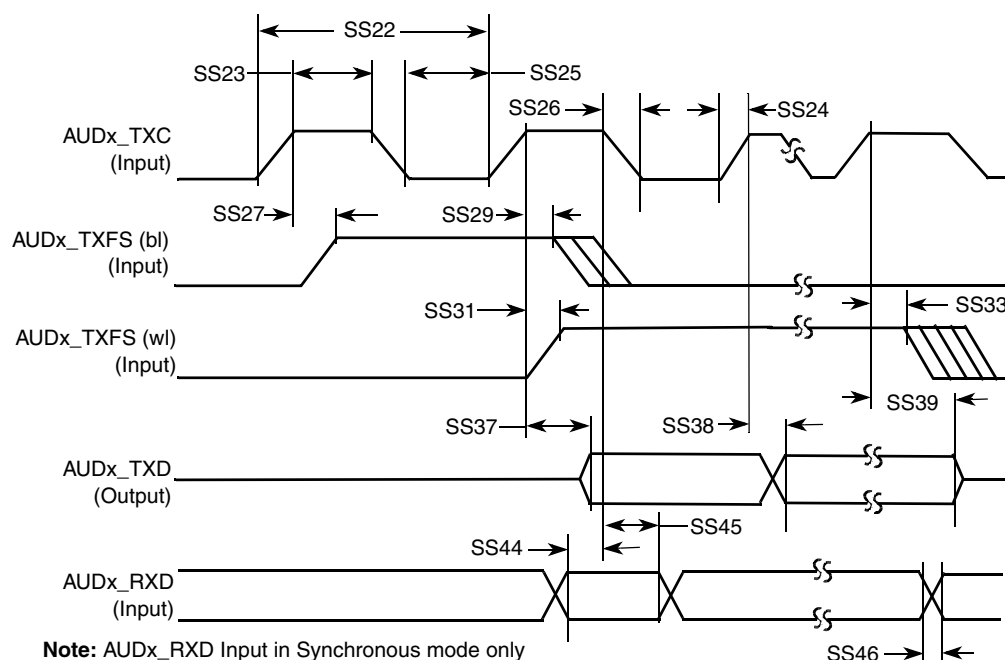 SS22
SS23
SS25
SS26
SS24
AUDx_TXC
(Input)
SS27
SS29
AUDx_TXFS (bl)
(Input)
SS31
SS33
AUDx_TXFS (wl)
(Input)
SS39
SS37
SS38
AUDx_TXD
(Output)
SS45
SS44
AUDx_RXD
(Input)
Note: AUDx_RXD Input in Synchronous mode only
SS46